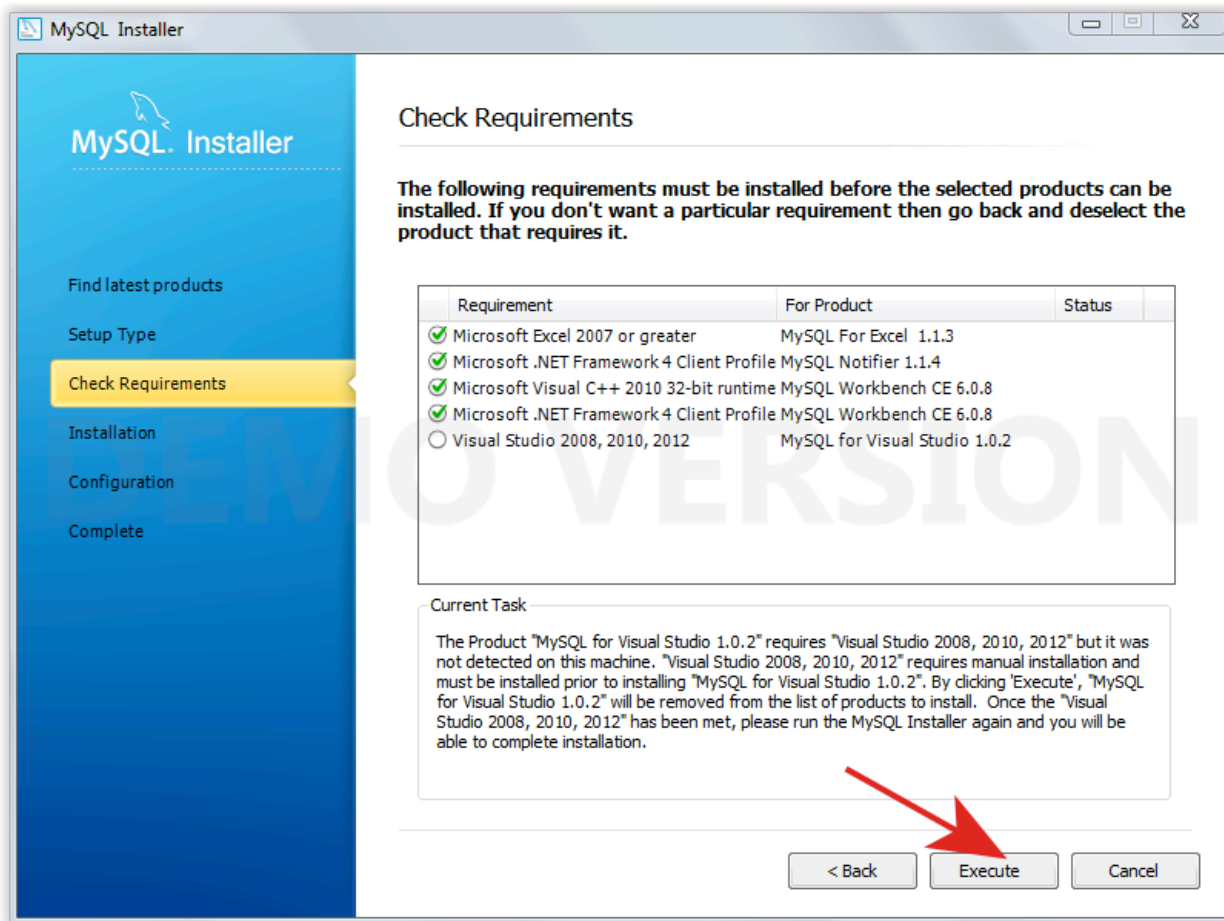 MySQL Installer
MySQL. Installer
Find latest products
Setup Type
Check Requirements
Installation
Configuration
Complete
Check Requirements
The following requirements must be installed before the selected products can be
installed. If you don't want a particular requirement then go back and deselect the
product that requires it.
Requirement For Product Status
Microsoft Excel 2007 or greater MySQL For Excel 1.1.3
Microsoft .NET Framework 4 Client Profile MySQL Notifier 1.1.4
Microsoft Visual C++ 2010 32-bit runtime MySQL Workbench CE 6.0.8
Microsoft .NET Framework 4 Client Profile MySQL Workbench CE 6.0.8
Visual Studio 2008, 2010, 2012 MySQL for Visual Studio 1.0.2
DEMO VERSION
Current Task
The Product "MySQL for Visual Studio 1.0.2" requires "Visual Studio 2008, 2010, 2012" but it was
not detected on this machine. "Visual Studio 2008, 2010, 2012" requires manual installation and
must be installed prior to installing "MySQL for Visual Studio 1.0.2". By clicking 'Execute', "MySQL
for Visual Studio 1.0.2" will be removed from the list of products to install. Once the "Visual
Studio 2008, 2010, 2012" has been met, please run the MySQL Installer again and you will be
able to complete installation.
< Back Execute Cancel